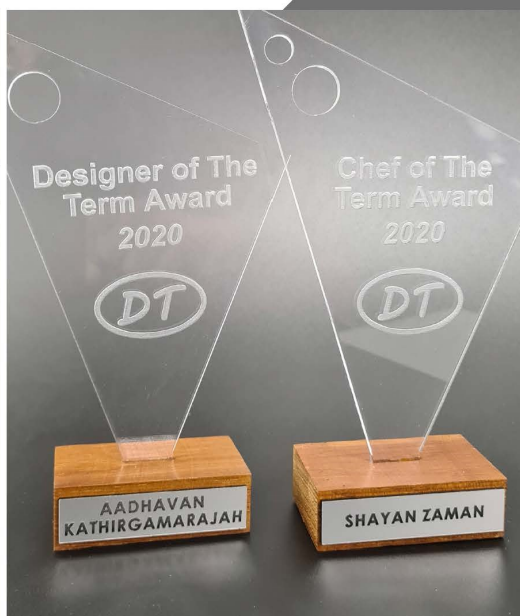 Designer of The
Term Award
2020
DT
AADHAVAN
KATHIRGAMARAJAH
Chef of The
Term Award
2020
DT
SHAYAN ZAMAN